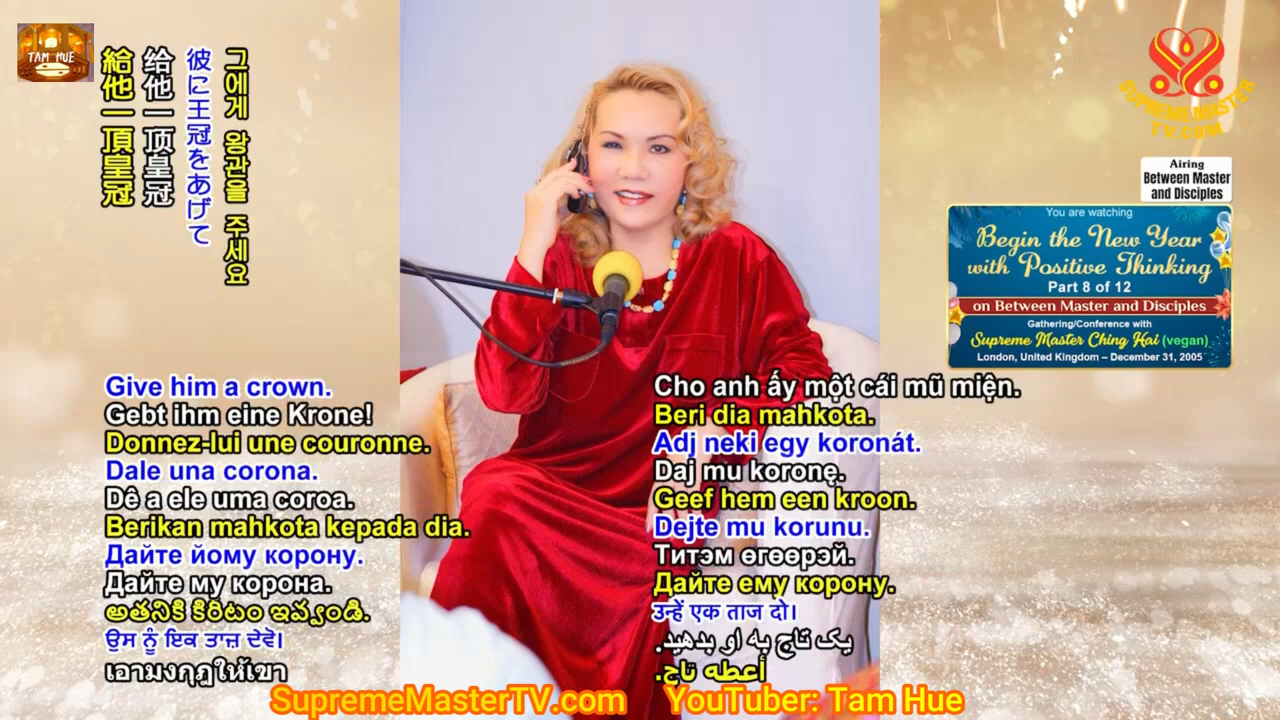 TAM HUE
給他一頂皇冠
给他一顶皇冠
彼に王冠をあげて
그에게 왕관을 주세요
SUPREME MASTER
TV.COM
Airing
Between Master
and Disciples
You are watching
Begin the New Year
with Positive Thinking
Part 8 of 12
on Between Master and Disciples
Gathering/Conference with
Supreme Master Ching Hai (vegan)
London, United Kingdom – December 31, 2005
Give him a crown.
Gebt ihm eine Krone!
Donnez-lui une couronne.
Dale una corona.
Dê a ele uma coroa.
Berikan mahkota kepada dia.
Дайте йому корону.
Дайте му корона.
అతనికి కిరీటం ఇవ్వండి.
ਉਸ ਨੂੰ ਇਕ ਤਾਜ਼ ਦੇਵੋ।
เอามงกุฎให้เขา
Cho anh ấy một cái mũ miện.
Beri dia mahkota.
Adj neki egy koronát.
Daj mu koronę.
Geef hem een kroon.
Dejte mu korunu.
Титэм өгөөрэй.
Дайте ему корону.
उन्हें एक ताज दो।
یک تاج به او بدهید.
أعطه تاج.
SupremeMasterTV.com YouTuber: Tam Hue